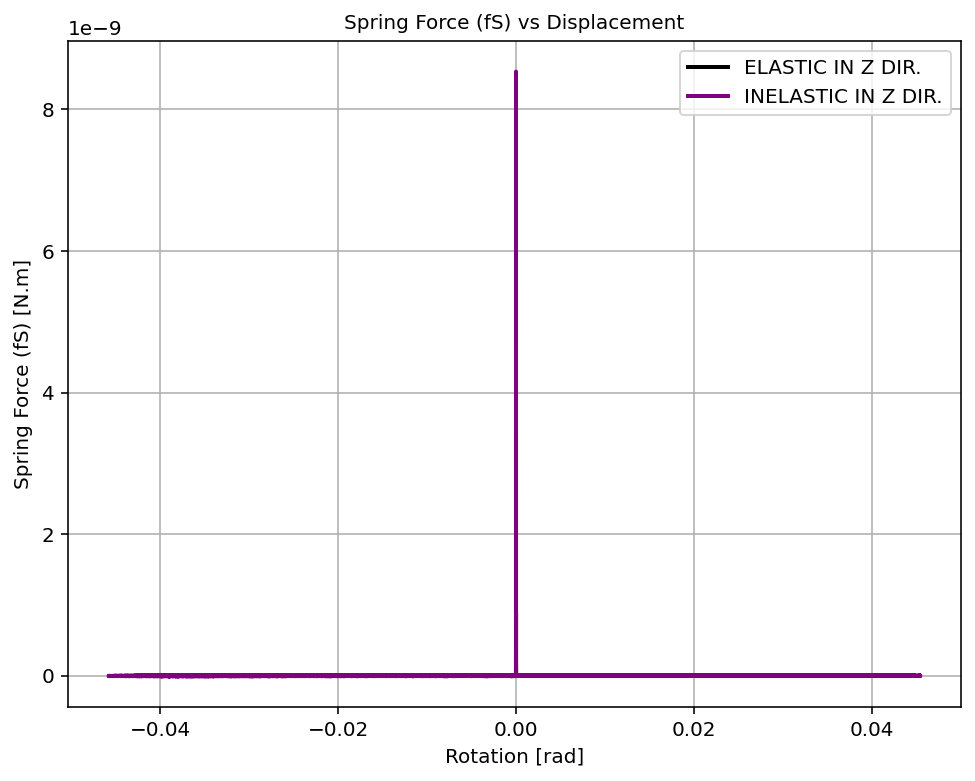 Spring Force (fS) vs Displacement
1e−9
ELASTIC IN Z DIR.
INELASTIC IN Z DIR.
8
6
4
2
0
Spring Force (fS) [N.m]
−0.04 −0.02 0.00 0.02 0.04
Rotation [rad]